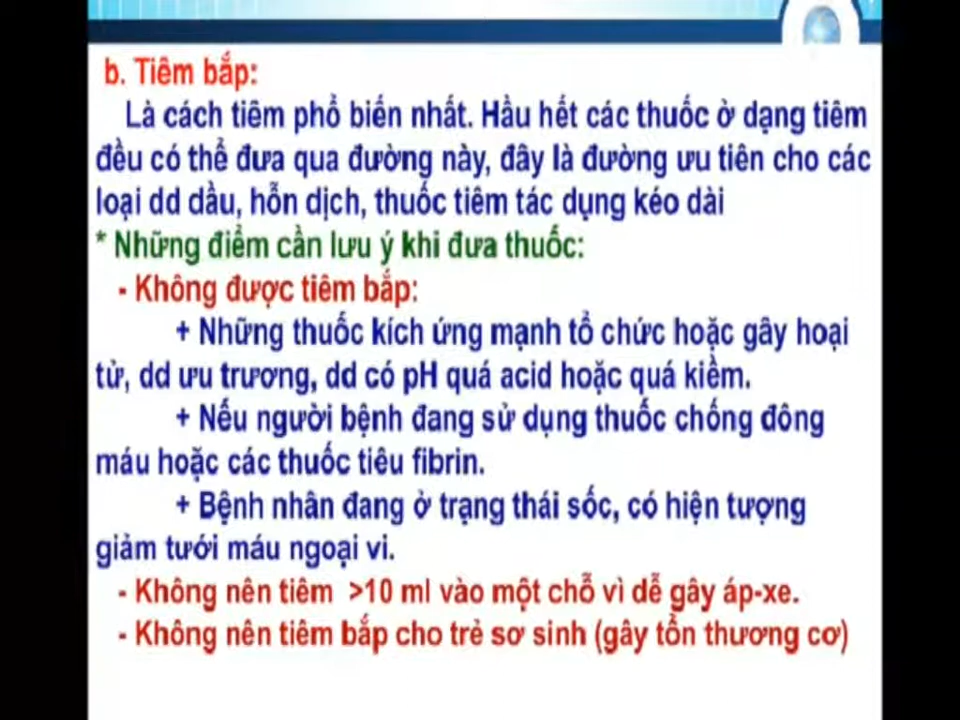 b. Tiêm bắp:
Là cách tiêm phổ biến nhất. Hầu hết các thuốc ở dạng tiêm
đều có thể đưa qua đường này, đây là đường ưu tiên cho các
loại dd dầu, hỗn dịch, thuốc tiêm tác dụng kéo dài
* Những điểm cần lưu ý khi đưa thuốc:
- Không được tiêm bắp:
+ Những thuốc kích ứng mạnh tổ chức hoặc gây hoại
tử, dd ưu trương, dd có pH quá acid hoặc quá kiềm.
+ Nếu người bệnh đang sử dụng thuốc chống đông
máu hoặc các thuốc tiêu fibrin.
+ Bệnh nhân đang ở trạng thái sốc, có hiện tượng
giảm tưới máu ngoại vi.
- Không nên tiêm >10 ml vào một chỗ vì dễ gây áp-xe.
- Không nên tiêm bắp cho trẻ sơ sinh (gây tổn thương cơ)